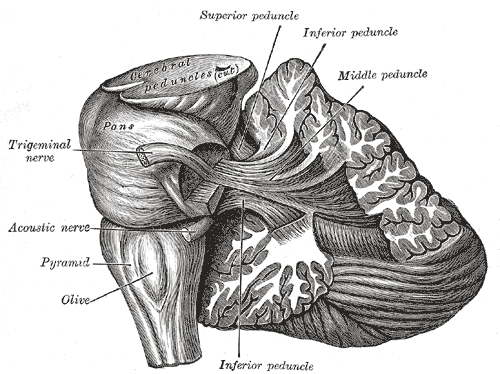 Superior peduncle
Inferior peduncle
Middle peduncle
Cerebral
peduncles (cut)
Pons
Trigeminal
nerve
Acoustic nerve
Pyramid
Olive
Inferior peduncle